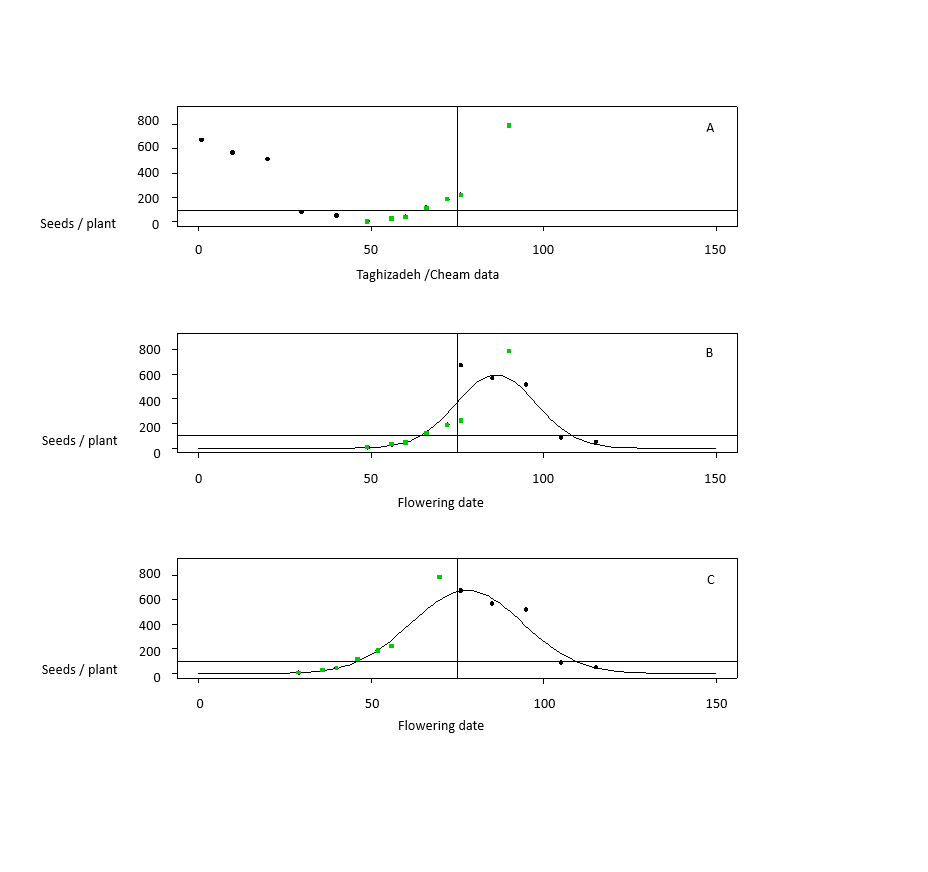 A
800
600
400
200
Seeds / plant
0
0 50 100 150
Taghizadeh /Cheam data
B
800
600
400
200
Seeds / plant
0
0 50 100 150
Flowering date
C
800
600
400
200
Seeds / plant
0
0 50 100 150
Flowering date